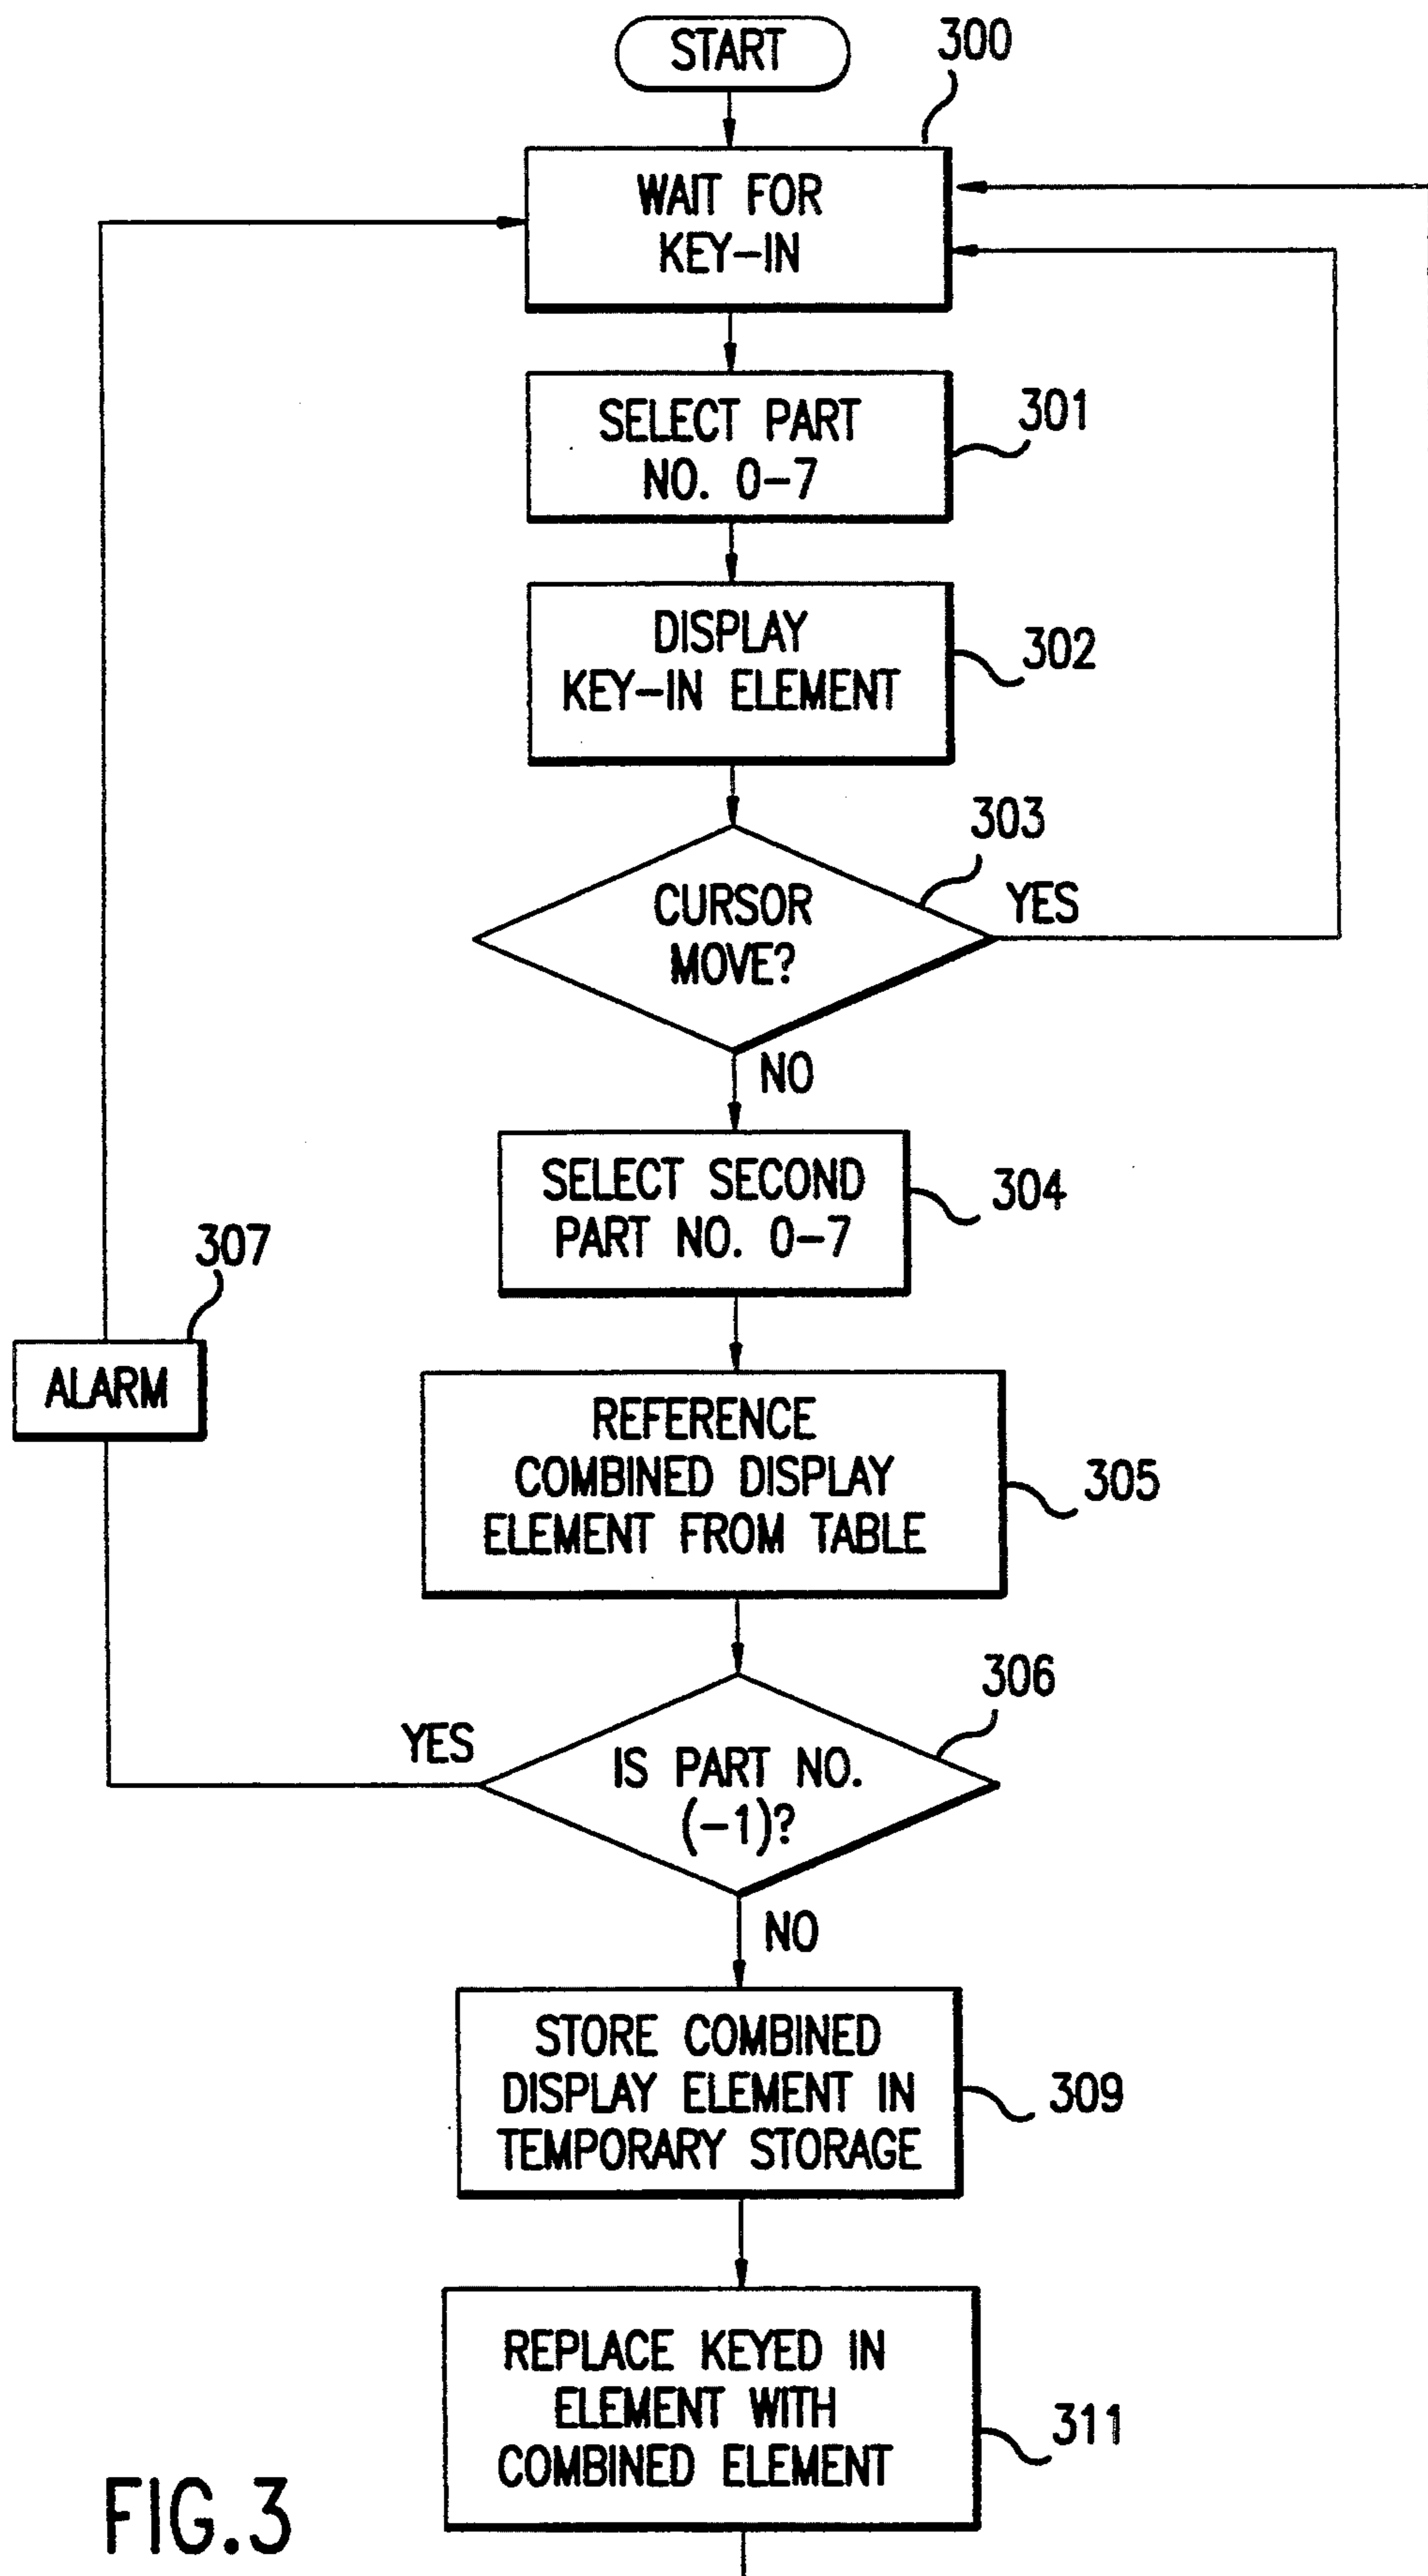 START
300
WAIT FOR
KEY-IN
SELECT PART
NO. 0-7
301
DISPLAY
KEY-IN ELEMENT
302
303
CURSOR
MOVE?
YES
NO
SELECT SECOND
PART NO. 0-7
304
307
ALARM
REFERENCE
COMBINED DISPLAY
ELEMENT FROM TABLE
305
306
YES
IS PART NO.
(-1)?
NO
STORE COMBINED
DISPLAY ELEMENT IN
TEMPORARY STORAGE
309
REPLACE KEYED IN
ELEMENT WITH
COMBINED ELEMENT
311
FIG.3